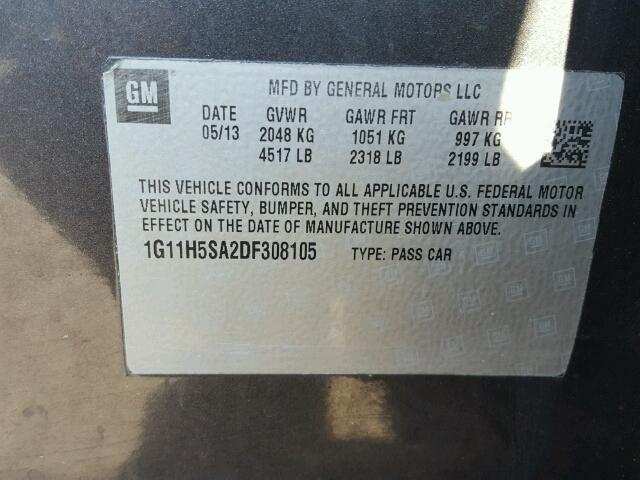 GM
MFD BY GENERAL MOTORS LLC
DATE GVWR GAWR FRT GAWR RR
05/13 2048 KG 1051 KG 997 KG
4517 LB 2318 LB 2199 LB
THIS VEHICLE CONFORMS TO ALL APPLICABLE U.S. FEDERAL MOTOR
VEHICLE SAFETY, BUMPER, AND THEFT PREVENTION STANDARDS IN
EFFECT ON THE DATE OF MANUFACTURE SHOWN ABOVE.
1G11H5SA2DF308105 TYPE: PASS CAR